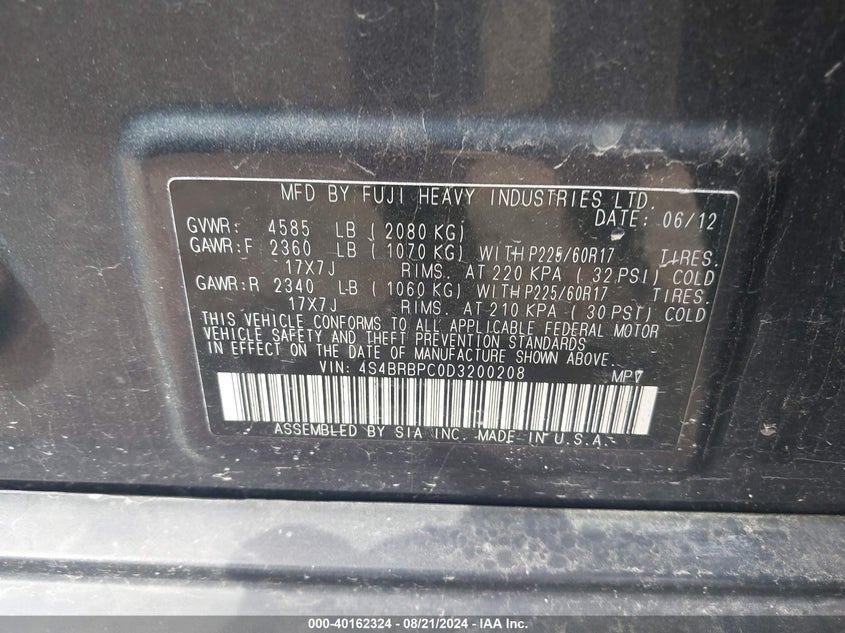 MFD BY FUJI HEAVY INDUSTRIES LTD.
DATE: 06/12
GVWR: 4585 LB ( 2080 KG)
GAWR:F 2360 LB ( 1070 KG) WITH P225/60R17 TIRES.
17X7J RIMS. AT 220 KPA ( 32 PSI) COLD
GAWR:R 2340 LB ( 1060 KG) WITH P225/60R17 TIRES.
17X7J RIMS. AT 210 KPA ( 30 PSI) COLD
THIS VEHICLE CONFORMS TO ALL APPLICABLE FEDERAL MOTOR
VEHICLE SAFETY AND THEFT PREVENTION STANDARDS
IN EFFECT ON THE DATE OF MANUFACTURE SHOWN ABOVE.
VIN: 4S4BRBPC0D3200208 MPV
ASSEMBLED BY SIA INC. MADE IN U.S.A.
000-40162324 - 08/21/2024 - IAA Inc.